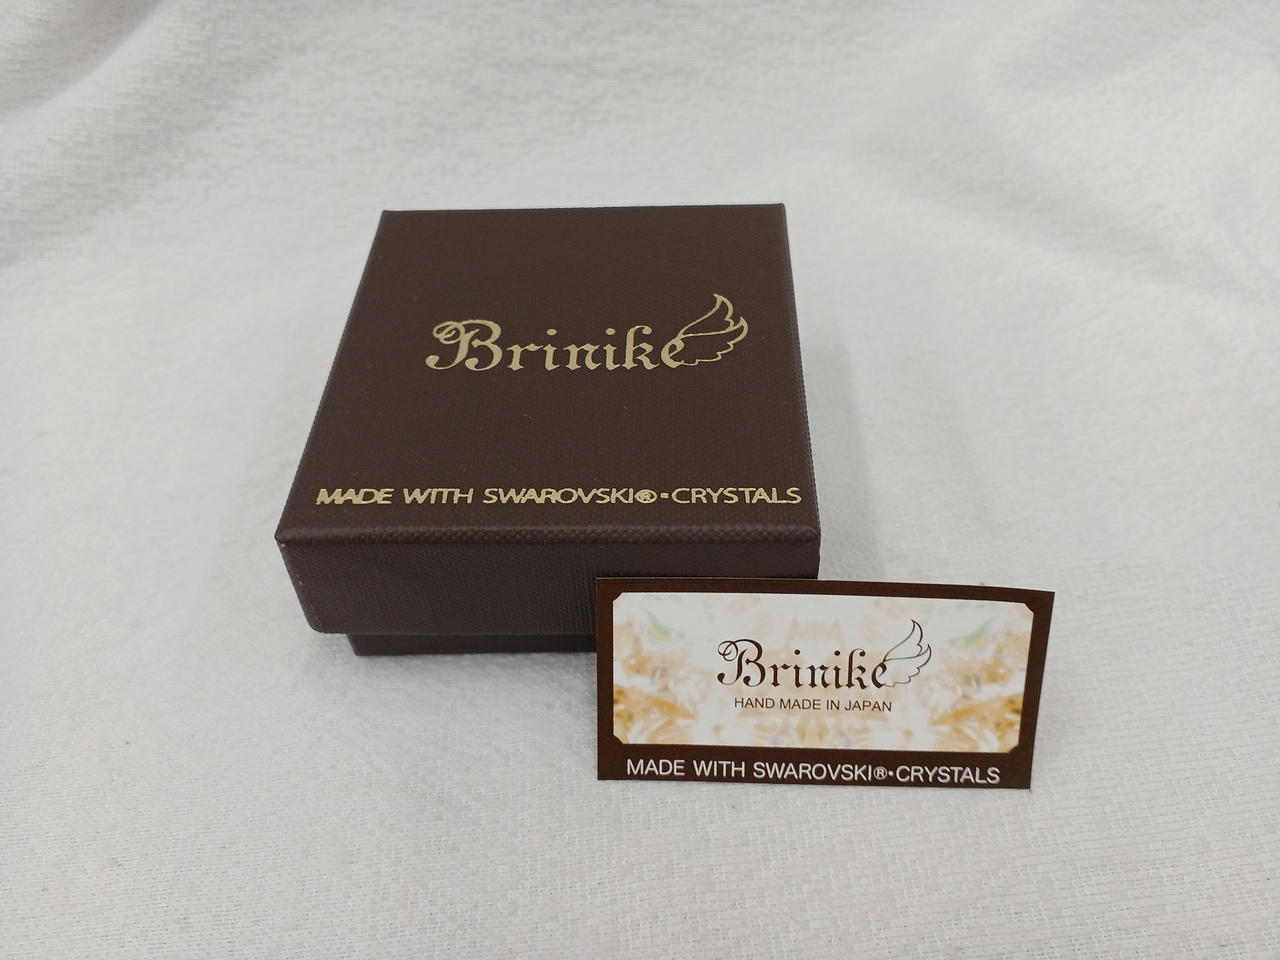 Brinike
MADE WITH SWAROVSKI®▪CRYSTALS
Brinike
HAND MADE IN JAPAN
MADE WITH SWAROVSKI®•CRYSTALS